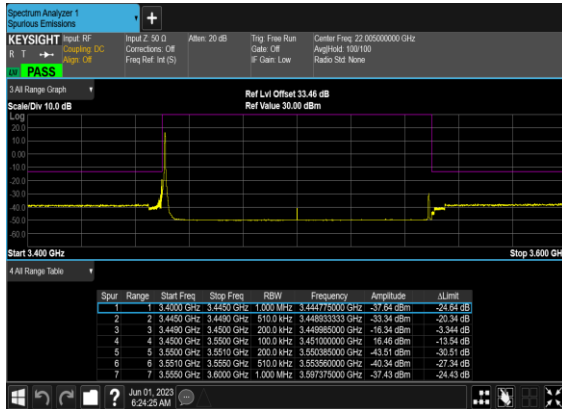 Spectrum Analyzer 1
Spurious Emissions
KEYSIGHT Input: RF Input Z: 50 Ω Atten: 20 dB Trig: Free Run Center Freq: 22.005000000 GHz
R T Coupling: DC Corrections: Off Gate: Off Avg|Hold: 100/100
Align: Off Freq Ref: Int (S) IF Gain: Low Radio Std: None
PASS
3 All Range Graph Ref Lvl Offset 33.46 dB
Scale/Div 10.0 dB Ref Value 30.00 dBm
Log
20.0
10.0
0.00
-10.0
-20.0
-30.0
-40.0
-50.0
-60.0
Start 3.400 GHz Stop 3.600 GH
4 All Range Table
Spur Range Start Freq Stop Freq RBW Frequency Amplitude ΔLimit
1 1 3.4000 GHz 3.4450 GHz 1.000 MHz 3.444775000 GHz -37.64 dBm -24.64 dB
2 2 3.4450 GHz 3.4490 GHz 510.0 kHz 3.448933333 GHz -33.34 dBm -20.34 dB
3 3 3.4490 GHz 3.4500 GHz 200.0 kHz 3.449985000 GHz -16.34 dBm -3.344 dB
4 4 3.4500 GHz 3.5500 GHz 100.0 kHz 3.451000000 GHz 16.46 dBm -13.54 dB
5 5 3.5500 GHz 3.5510 GHz 200.0 kHz 3.550385000 GHz -43.51 dBm -30.51 dB
6 6 3.5510 GHz 3.5550 GHz 510.0 kHz 3.553560000 GHz -40.34 dBm -27.34 dB
7 7 3.5550 GHz 3.6000 GHz 1.000 MHz 3.597375000 GHz -37.43 dBm -24.43 dB
? Jun 01, 2023
6:24:25 AM